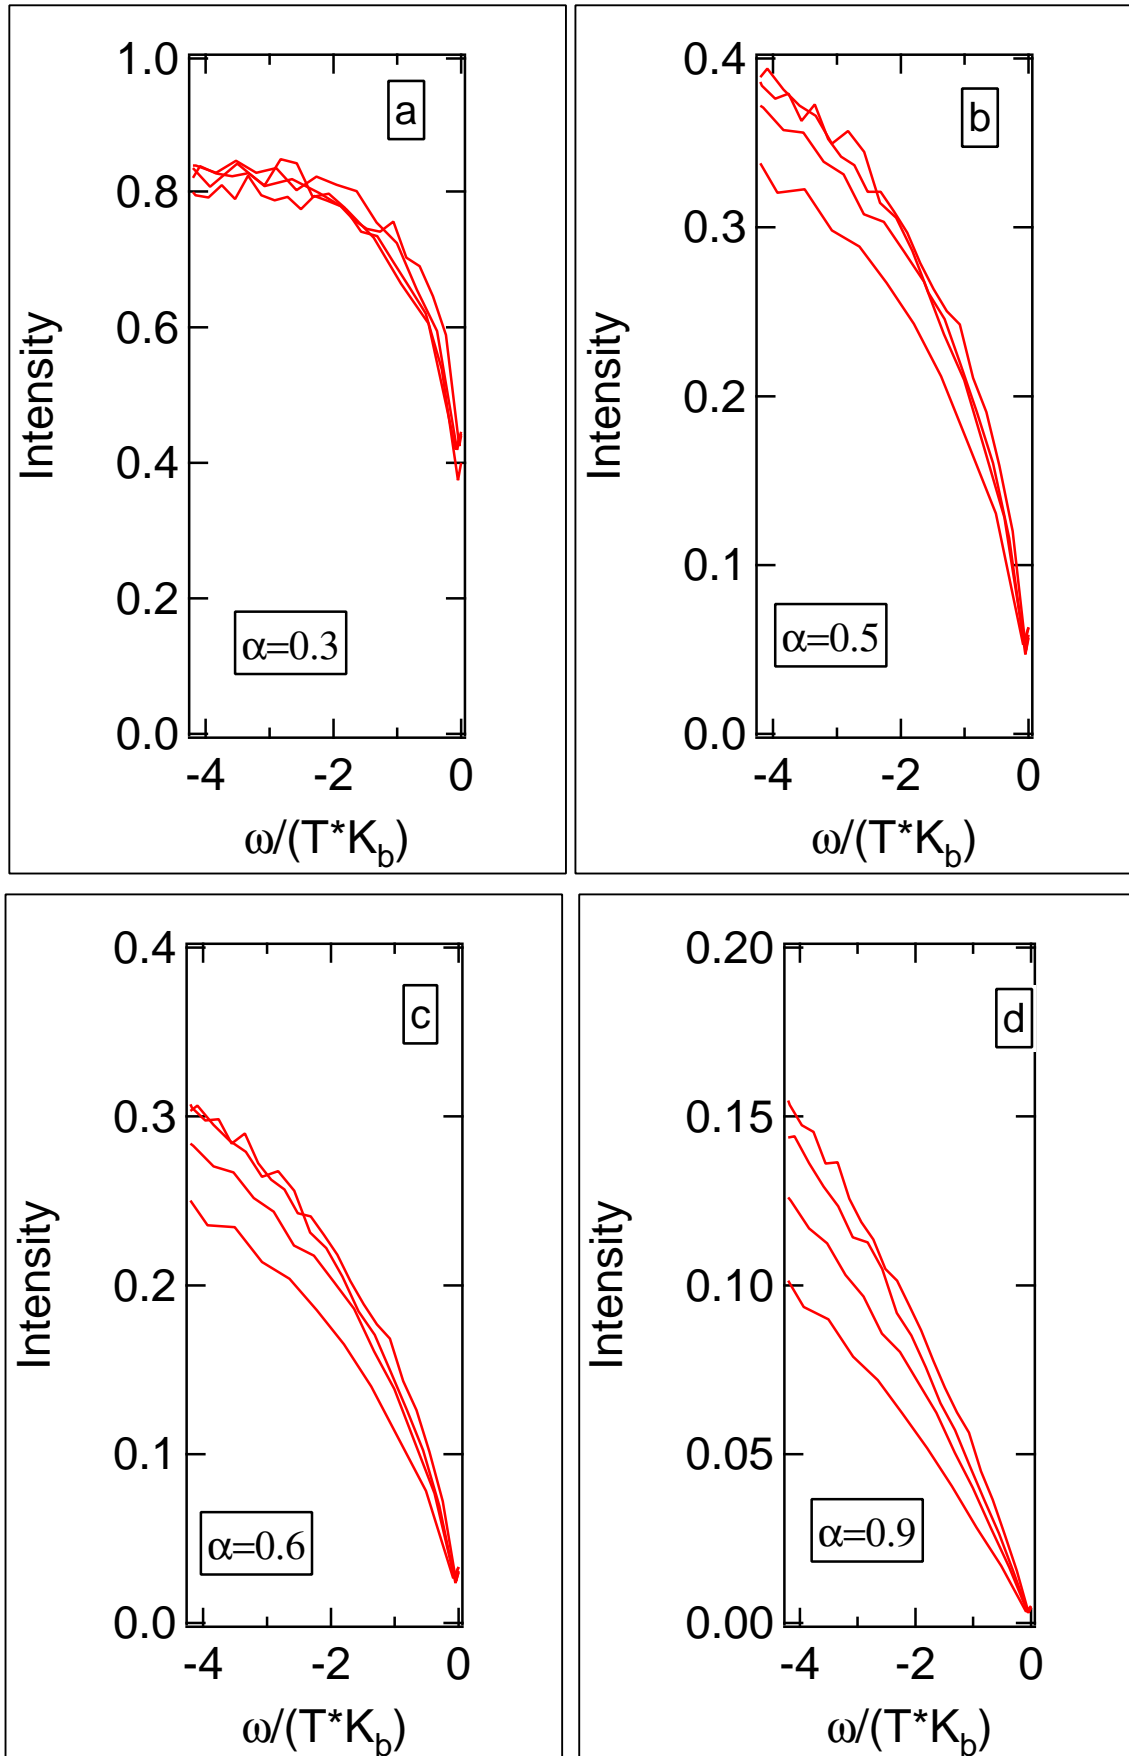 1.0
0.8
0.6
0.4
0.2
0.0
-4 -2 0
Intensity
ω/(T*K_b)
a
α=0.3
0.4
0.3
0.2
0.1
0.0
-4 -2 0
Intensity
ω/(T*K_b)
b
α=0.5
0.4
0.3
0.2
0.1
0.0
-4 -2 0
Intensity
ω/(T*K_b)
c
α=0.6
0.20
0.15
0.10
0.05
0.00
-4 -2 0
Intensity
ω/(T*K_b)
d
α=0.9